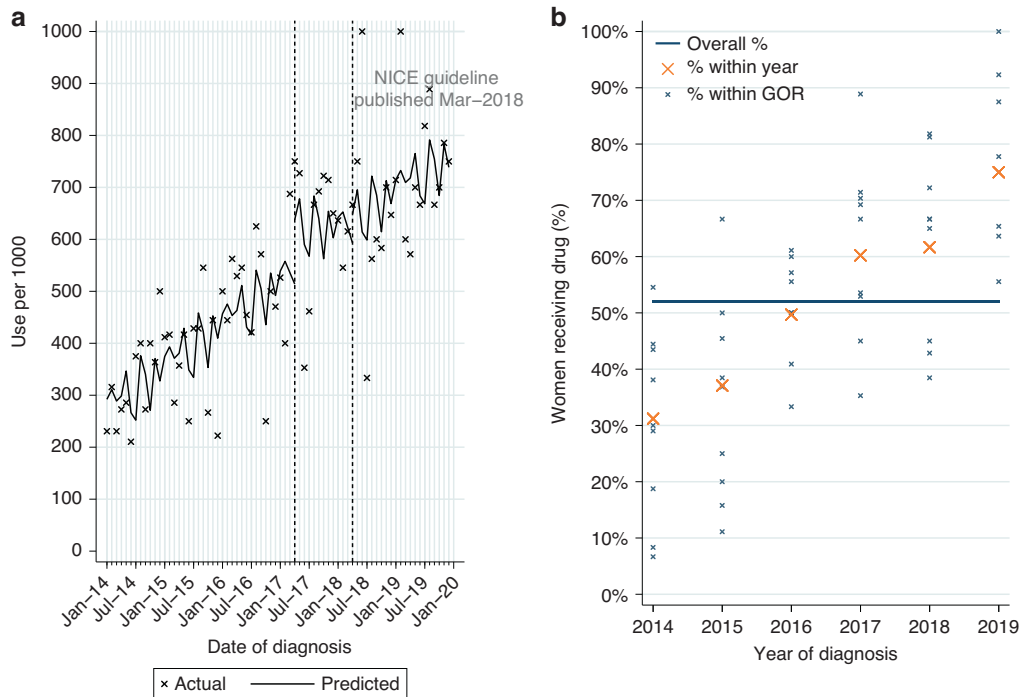 a
1000
900
800
700
600
500
400
300
200
100
0
Use per 1000
NICE guideline
published Mar–2018
Jan–14
Jul–14
Jan–15
Jul–15
Jan–16
Jul–16
Jan–17
Jul–17
Jan–18
Jul–18
Jan–19
Jul–19
Jan–20
Date of diagnosis
Actual
Predicted
b
100%
90%
80%
70%
60%
50%
40%
30%
20%
10%
0%
Women receiving drug (%)
Overall %
% within year
% within GOR
2014
2015
2016
2017
2018
2019
Year of diagnosis